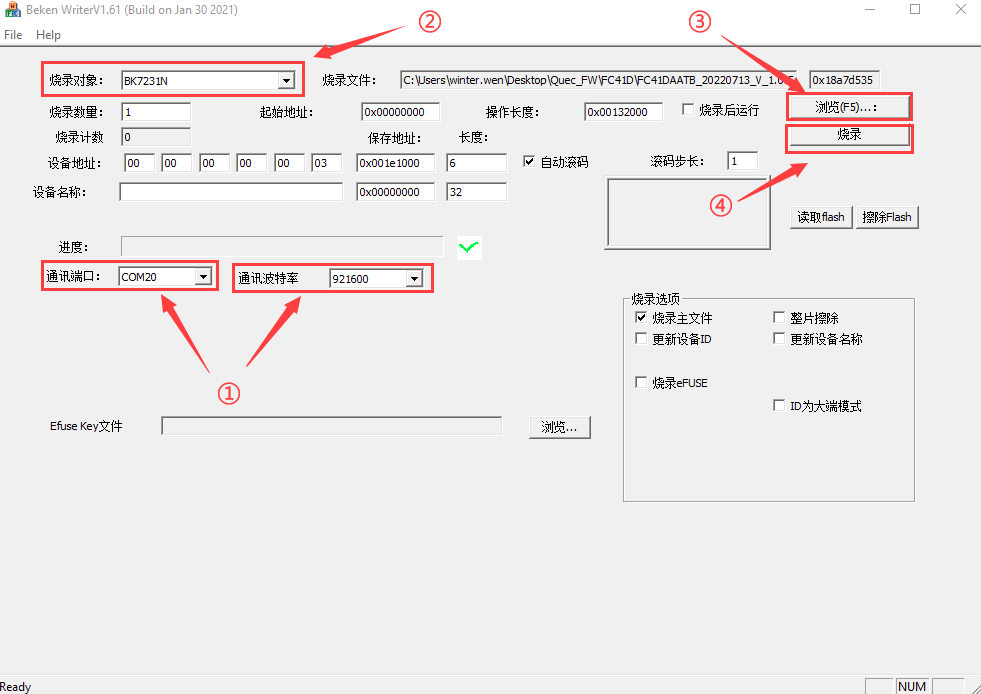 Beken WriterV1.61 (Build on Jan 30 2021)
②
③
File Help
烧录对象： BK7231N 烧录文件： C:\Users\winter.wen\Desktop\Quec_FW\FC41D\FC41DAATB_20220713_V_1.0. 0x18a7d535
烧录数量： 1 起始地址： 0x00000000 操作长度： 0x00132000 烧录后运行 浏览(F5)...：
烧录计数 0 保存地址： 长度： 烧录
设备地址： 00 00 00 00 00 03 0x001e1000 6 自动滚码 滚码步长： 1
设备名称： 0x00000000 32
④
读取flash 擦除Flash
进度：
通讯端口： COM20 通讯波特率 921600
①
烧录选项
烧录主文件 整片擦除
更新设备ID 更新设备名称
烧录eFUSE
ID为大端模式
Efuse Key文件 浏览...
Ready NUM